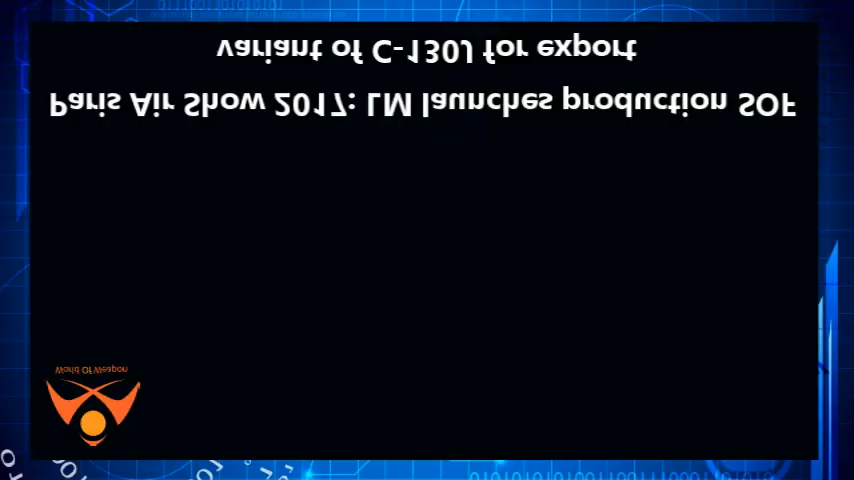 Paris Air Show 2017: LM launches production SOF
variant of C-130J for export
World Of Weapon